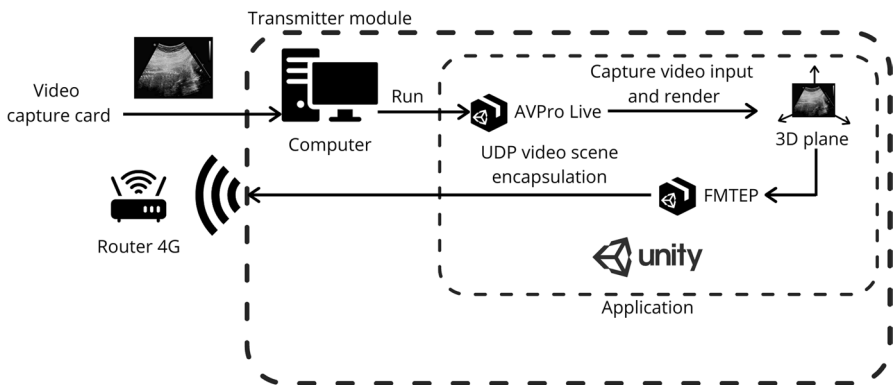 Transmitter module
Video
capture card
Computer
Run
AVPro Live
Capture video input
and render
3D plane
UDP video scene
encapsulation
FMTEP
Router 4G
unity
Application